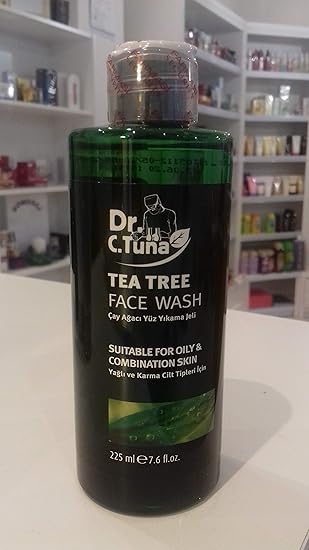 Dr.
C.Tuna
TEA TREE
FACE WASH
Çay Ağacı Yüz Yıkama Jeli
SUITABLE FOR OILY &
COMBINATION SKIN
Yağlı ve Karma Cilt Tipleri İçin
225 ml ℮ 7.6 fl.oz.